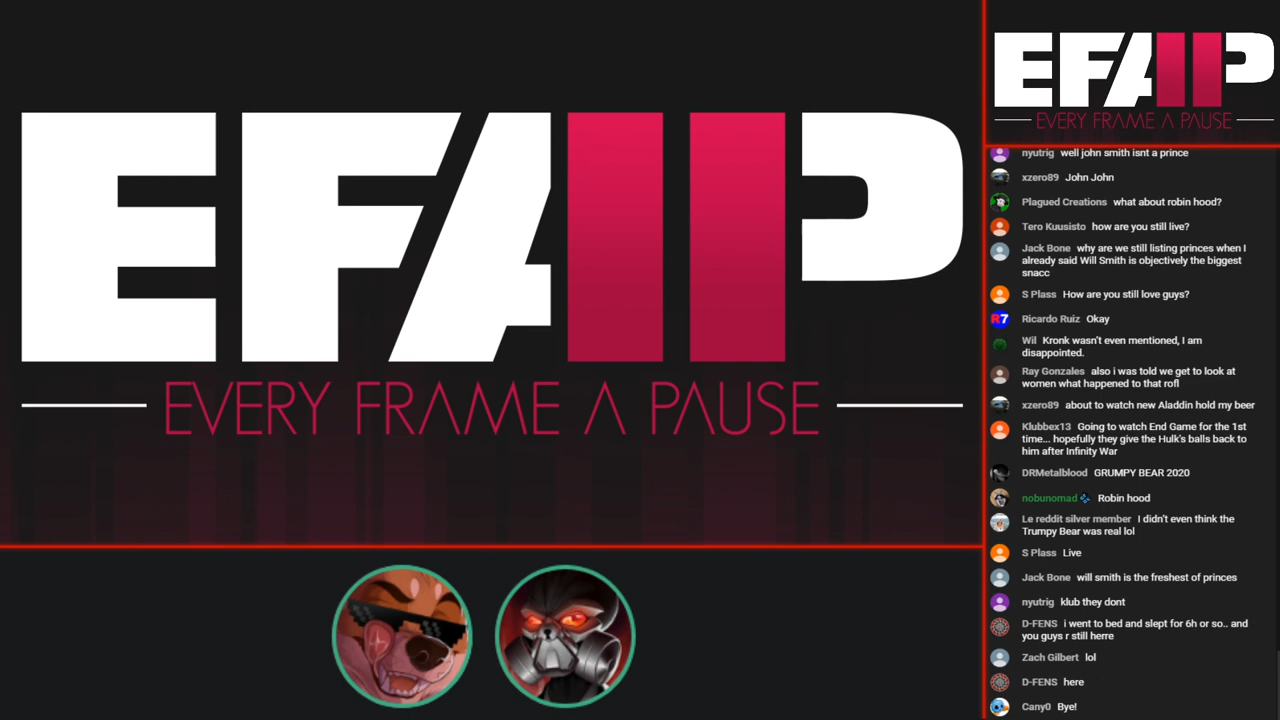 EFAP
EVERY FRAME A PAUSE
EFAP
EVERY FRAME A PAUSE
nyutrig well john smith isnt a prince
xzero89 John John
Plagued Creations what about robin hood?
Tero Kuusisto how are you still live?
Jack Bone why are we still listing princes when I
already said Will Smith is objectively the biggest
snacc
S Plass How are you still love guys?
R7 Ricardo Ruiz Okay
Wil Kronk wasn't even mentioned, I am
disappointed.
Ray Gonzales also i was told we get to look at
women what happened to that rofl
xzero89 about to watch new Aladdin hold my beer
Klubbex13 Going to watch End Game for the 1st
time... hopefully they give the Hulk's balls back to
him after Infinity War
DRMetalblood GRUMPY BEAR 2020
nobunomad Robin hood
Le reddit silver member I didn't even think the
Trumpy Bear was real lol
S Plass Live
Jack Bone will smith is the freshest of princes
nyutrig klub they dont
D-FENS i went to bed and slept for 6h or so.. and
you guys r still herre
Zach Gilbert lol
D-FENS here
Cany0 Bye!